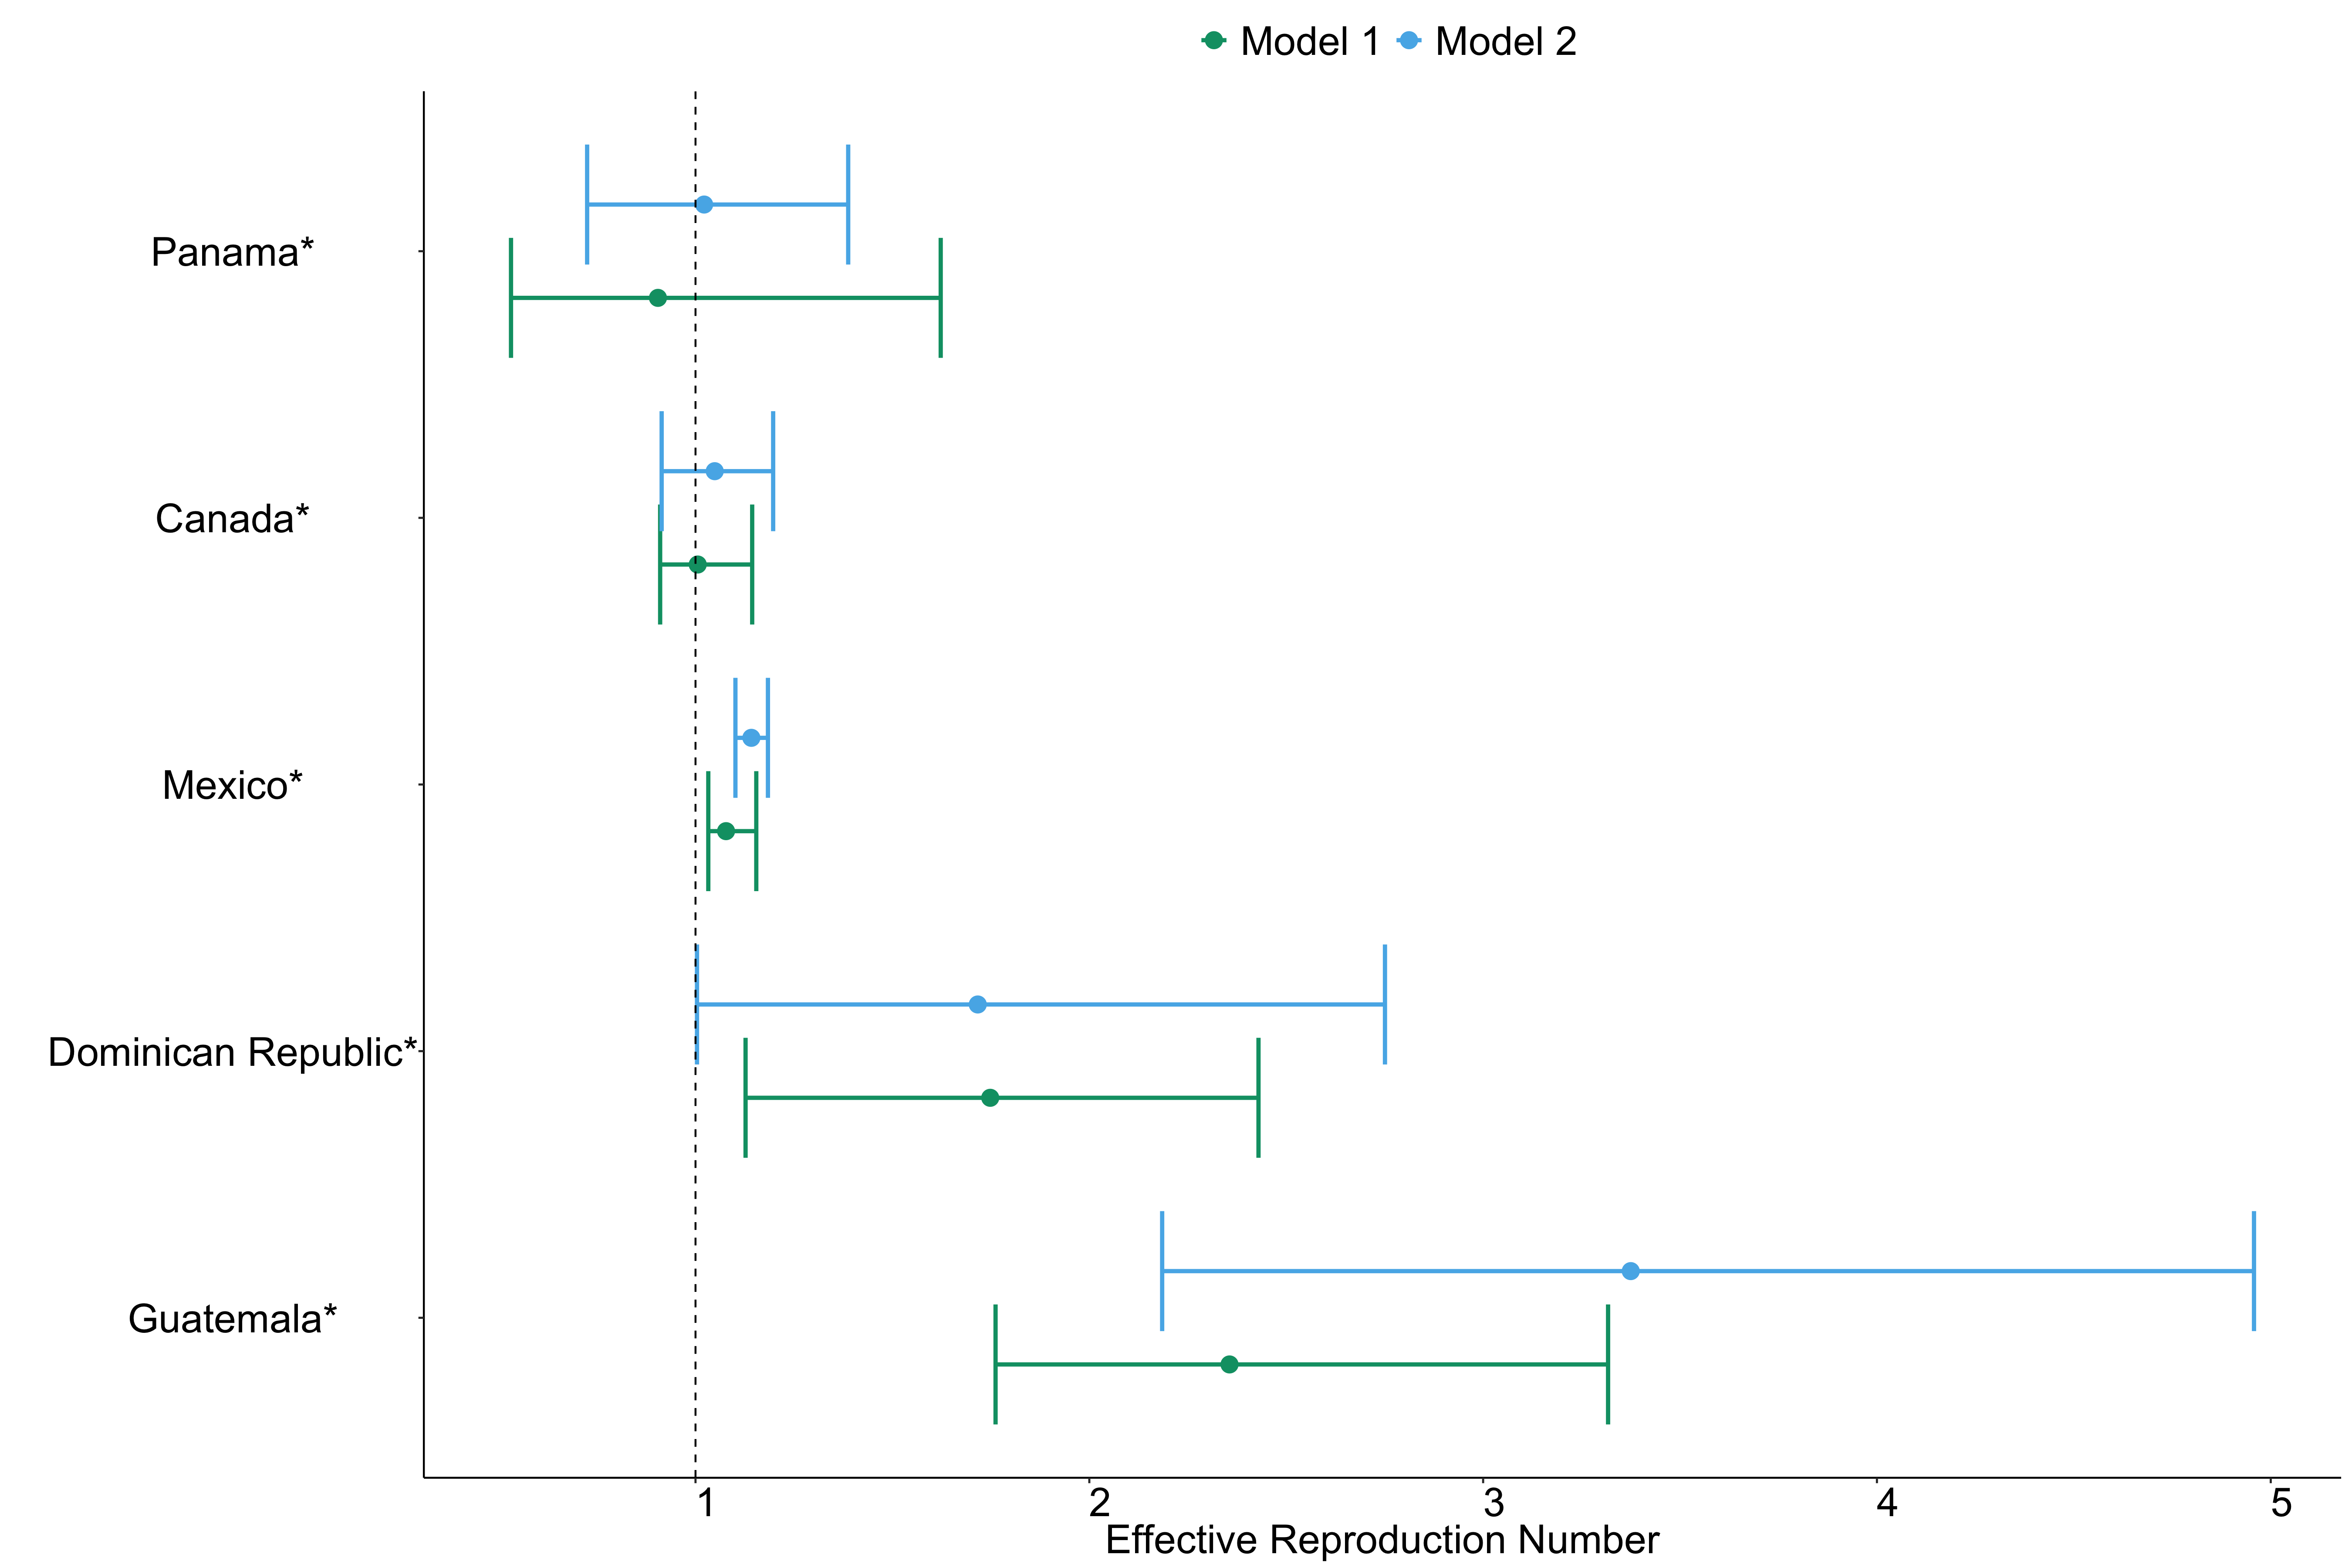 Model 1 Model 2
Panama*
Canada*
Mexico*
Dominican Republic*
Guatemala*
1 2 3 4 5
Effective Reproduction Number